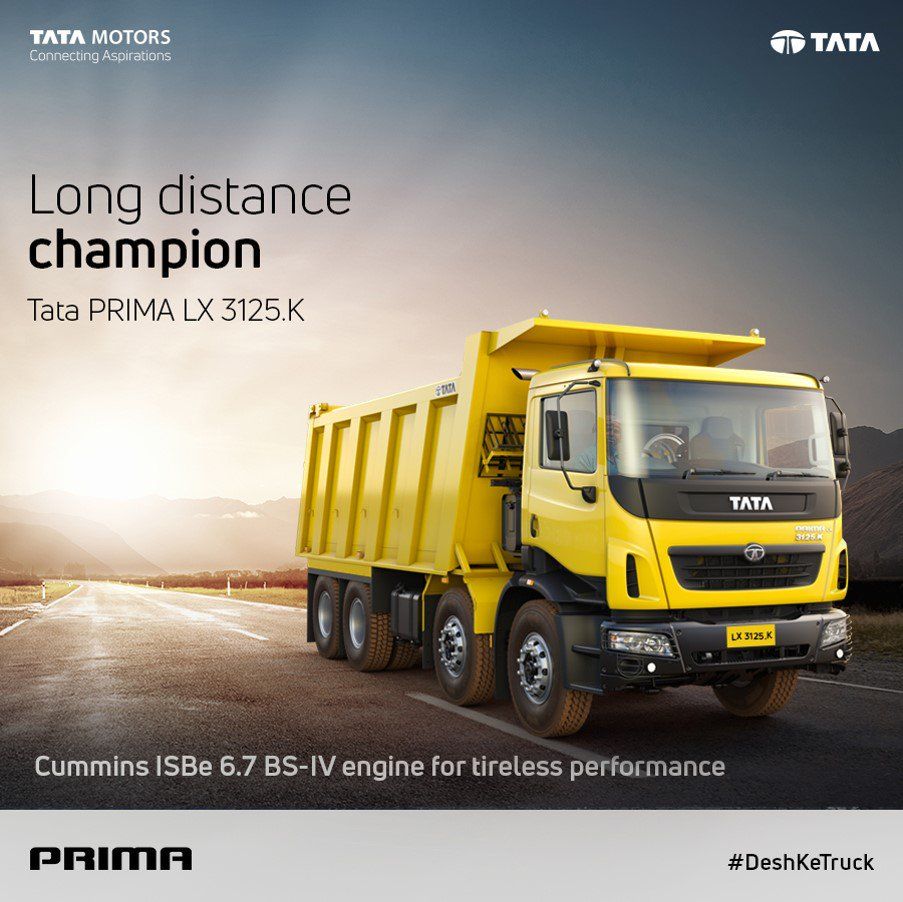 TATA MOTORS
Connecting Aspirations
TATA
Long distance
champion
Tata PRIMA LX 3125.K
TATA
TATA
PRIMA LX
3125.K
LX 3125.K
Cummins ISBe 6.7 BS-IV engine for tireless performance
PRIMA
#DeshKeTruck